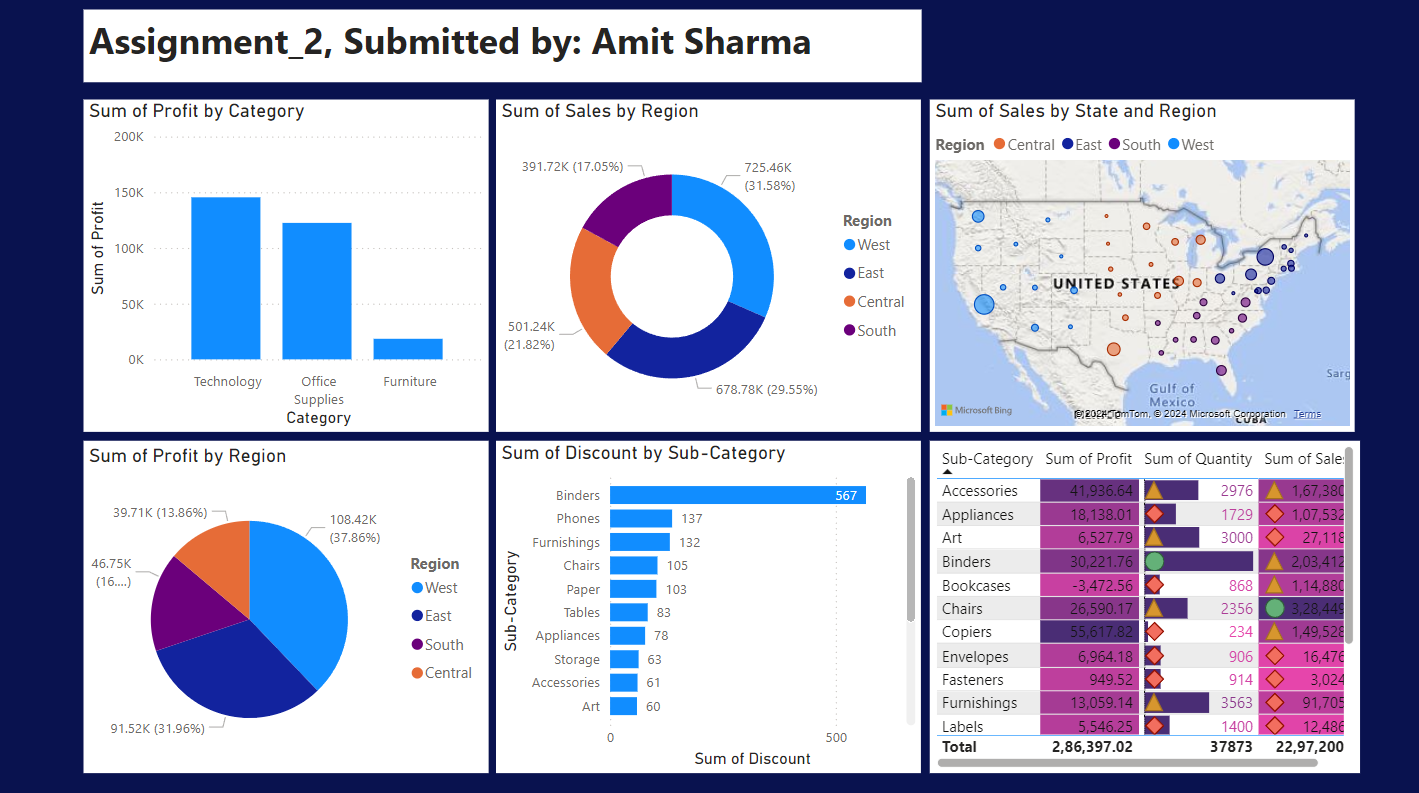 Assignment_2, Submitted by: Amit Sharma
Sum of Profit by Category
200K
150K
100K
50K
0K
Sum of Profit
Technology
Office
Supplies
Furniture
Category
Sum of Sales by Region
391.72K (17.05%)
725.46K
(31.58%)
501.24K
(21.82%)
678.78K (29.55%)
Region
West
East
Central
South
Sum of Sales by State and Region
Region Central East South West
UNITED STATES
Gulf of
Mexico
Sarg
CUBA
Microsoft Bing
© 2024 TomTom, © 2024 Microsoft Corporation Terms
Sum of Profit by Region
39.71K (13.86%)
108.42K
(37.86%)
46.75K
(16....)
91.52K (31.96%)
Region
West
East
South
Central
Sum of Discount by Sub-Category
Sub-Category
Binders 567
Phones 137
Furnishings 132
Chairs 105
Paper 103
Tables 83
Appliances 78
Storage 63
Accessories 61
Art 60
0 500
Sum of Discount
Sub-Category Sum of Profit Sum of Quantity Sum of Sales
Accessories 41,936.64 2976 1,67,380
Appliances 18,138.01 1729 1,07,532
Art 6,527.79 3000 27,118
Binders 30,221.76 2,03,412
Bookcases -3,472.56 868 1,14,880
Chairs 26,590.17 2356 3,28,449
Copiers 55,617.82 234 1,49,528
Envelopes 6,964.18 906 16,476
Fasteners 949.52 914 3,024
Furnishings 13,059.14 3563 91,705
Labels 5,546.25 1400 12,486
Total 2,86,397.02 37873 22,97,200